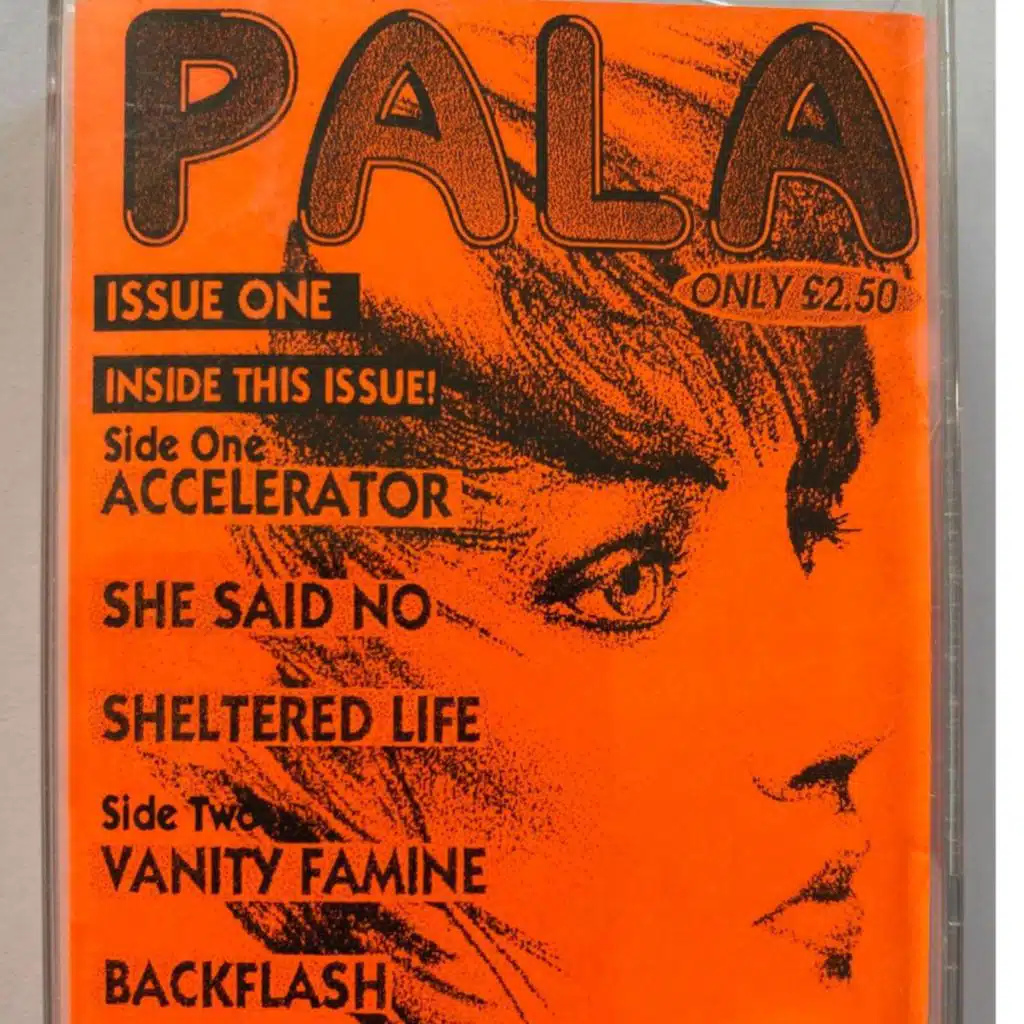 PALA
ISSUE ONE
ONLY £2.50
INSIDE THIS ISSUE!
Side One
ACCELERATOR
SHE SAID NO
SHELTERED LIFE
Side Two
VANITY FAMINE
BACKFLASH